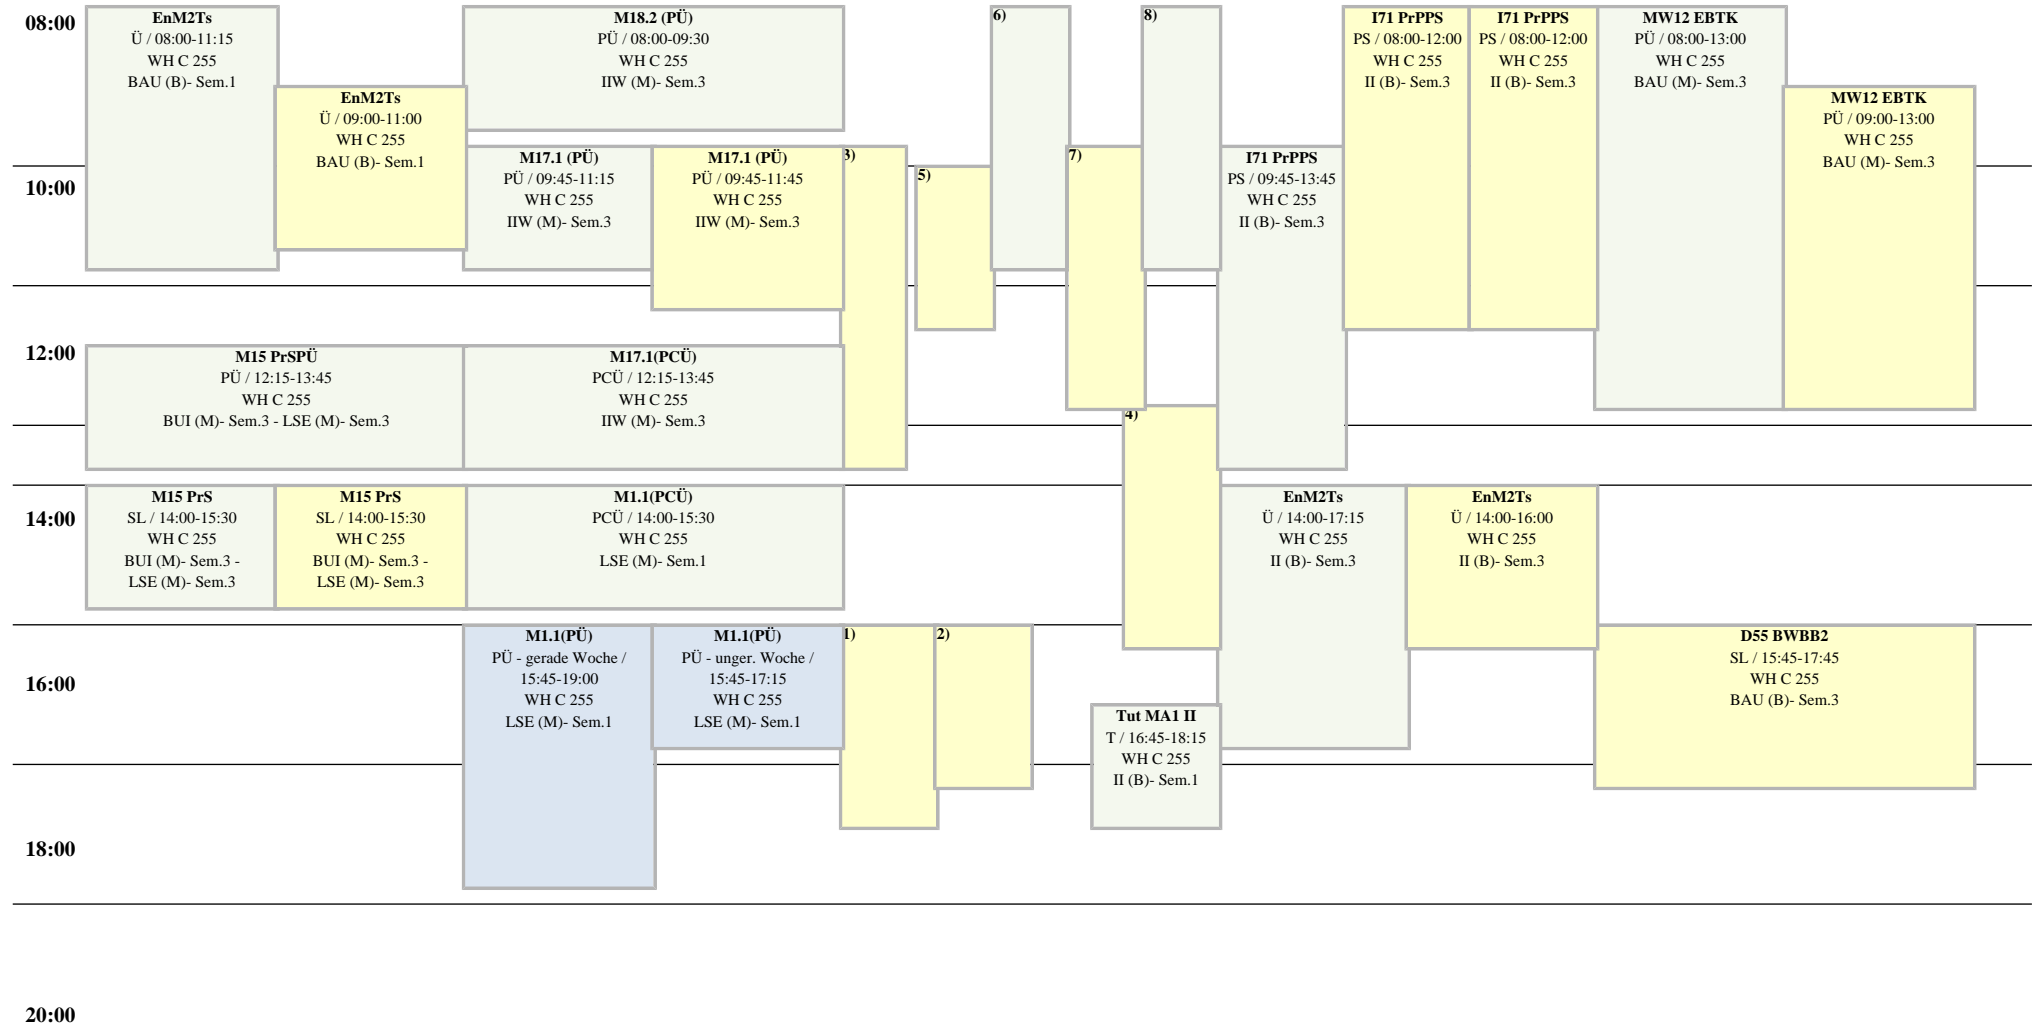 08:00
10:00
12:00
14:00
16:00
18:00
20:00
EnM2Ts
Ü / 08:00-11:15
WH C 255
BAU (B)- Sem.1
EnM2Ts
Ü / 09:00-11:00
WH C 255
BAU (B)- Sem.1
M15 PrSPÜ
PÜ / 12:15-13:45
WH C 255
BUI (M)- Sem.3 - LSE (M)- Sem.3
M15 PrS
SL / 14:00-15:30
WH C 255
BUI (M)- Sem.3 -
LSE (M)- Sem.3
M15 PrS
SL / 14:00-15:30
WH C 255
BUI (M)- Sem.3 -
LSE (M)- Sem.3
M18.2 (PÜ)
PÜ / 08:00-09:30
WH C 255
IIW (M)- Sem.3
M17.1 (PÜ)
PÜ / 09:45-11:15
WH C 255
IIW (M)- Sem.3
M17.1 (PÜ)
PÜ / 09:45-11:45
WH C 255
IIW (M)- Sem.3
M17.1(PCÜ)
PCÜ / 12:15-13:45
WH C 255
IIW (M)- Sem.3
M1.1(PCÜ)
PCÜ / 14:00-15:30
WH C 255
LSE (M)- Sem.1
M1.1(PÜ)
PÜ - gerade Woche /
15:45-19:00
WH C 255
LSE (M)- Sem.1
M1.1(PÜ)
PÜ - unger. Woche /
15:45-17:15
WH C 255
LSE (M)- Sem.1
3)
5)
6)
7)
8)
4)
1)
2)
Tut MA1 II
T / 16:45-18:15
WH C 255
II (B)- Sem.1
I71 PrPPS
PS / 09:45-13:45
WH C 255
II (B)- Sem.3
I71 PrPPS
PS / 08:00-12:00
WH C 255
II (B)- Sem.3
I71 PrPPS
PS / 08:00-12:00
WH C 255
II (B)- Sem.3
EnM2Ts
Ü / 14:00-17:15
WH C 255
II (B)- Sem.3
EnM2Ts
Ü / 14:00-16:00
WH C 255
II (B)- Sem.3
MW12 EBTK
PÜ / 08:00-13:00
WH C 255
BAU (M)- Sem.3
MW12 EBTK
PÜ / 09:00-13:00
WH C 255
BAU (M)- Sem.3
D55 BWBB2
SL / 15:45-17:45
WH C 255
BAU (B)- Sem.3